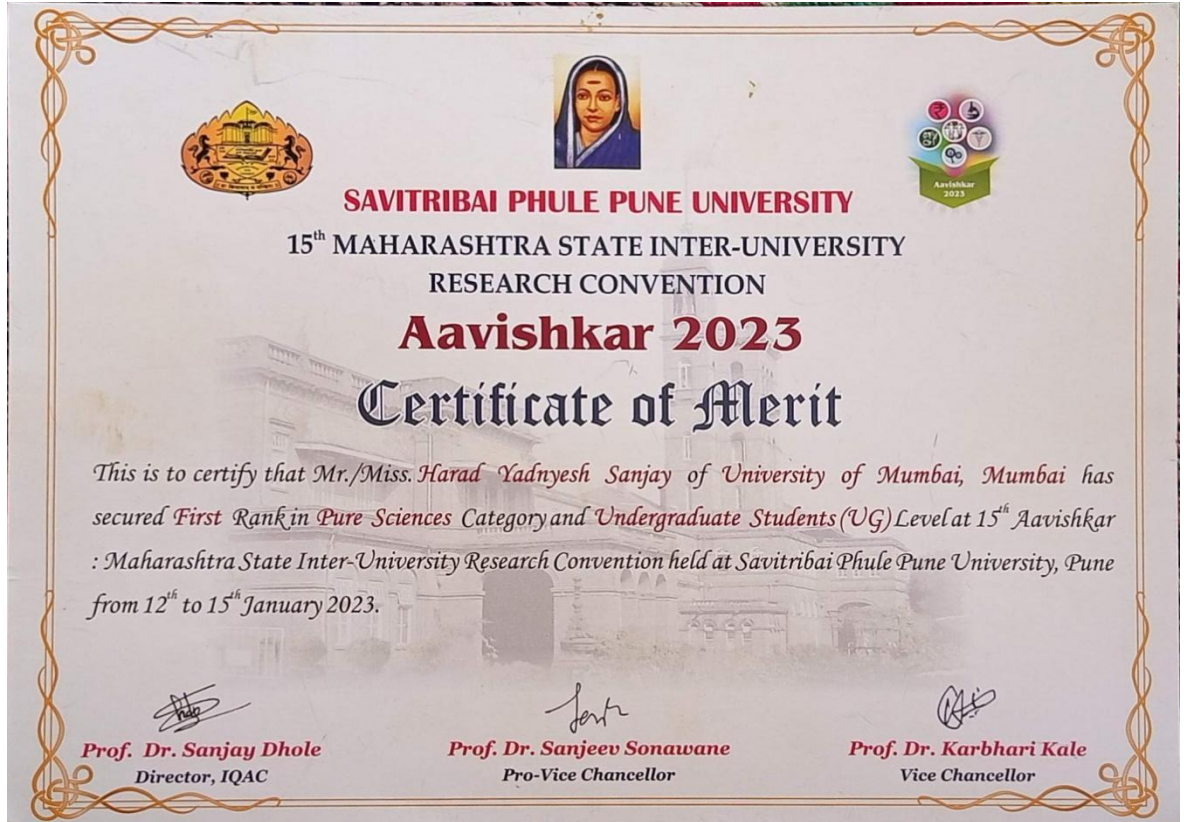 Aavishkar
2023
SAVITRIBAI PHULE PUNE UNIVERSITY
15th MAHARASHTRA STATE INTER-UNIVERSITY
RESEARCH CONVENTION
Aavishkar 2023
Certificate of Merit
This is to certify that Mr./Miss. Harad Yadnyesh Sanjay of University of Mumbai, Mumbai has
secured First Rank in Pure Sciences Category and Undergraduate Students (UG) Level at 15th Aavishkar
: Maharashtra State Inter-University Research Convention held at Savitribai Phule Pune University, Pune
from 12th to 15th January 2023.
Prof. Dr. Sanjay Dhole
Director, IQAC
Prof. Dr. Sanjeev Sonawane
Pro-Vice Chancellor
Prof. Dr. Karbhari Kale
Vice Chancellor